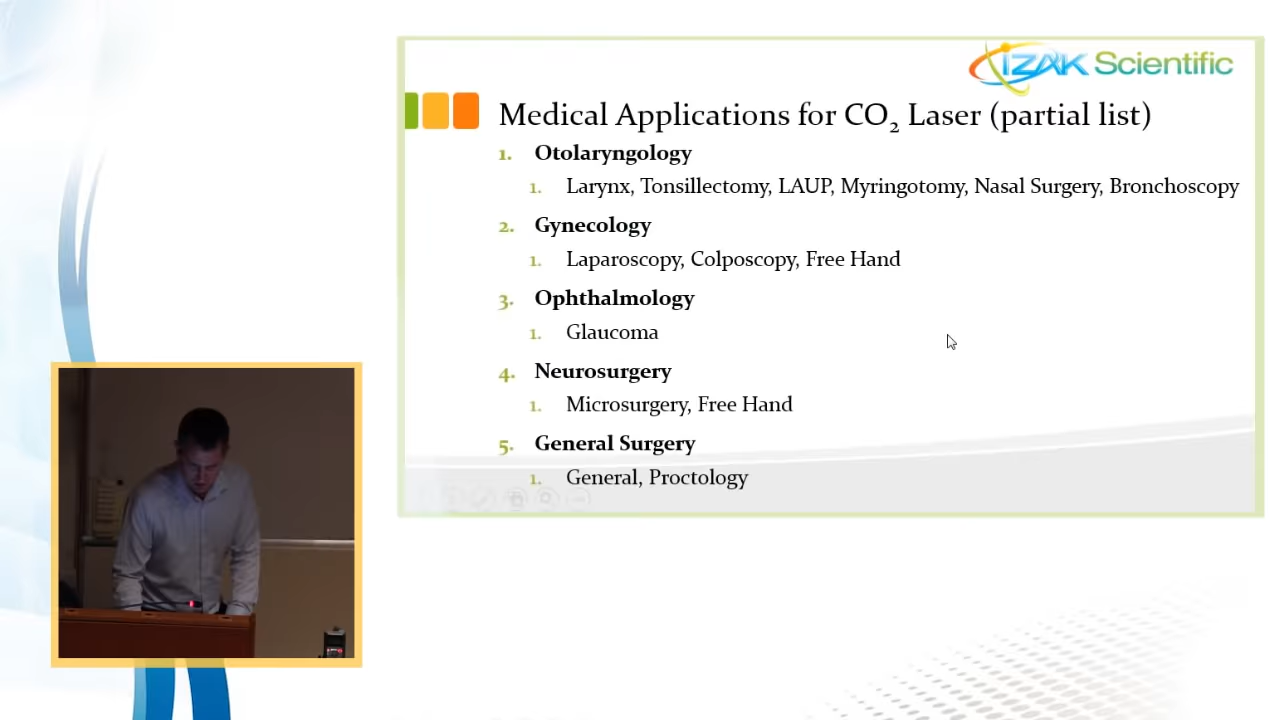 IZAK Scientific
Medical Applications for CO₂ Laser (partial list)
1. Otolaryngology
1. Larynx, Tonsillectomy, LAUP, Myringotomy, Nasal Surgery, Bronchoscopy
2. Gynecology
1. Laparoscopy, Colposcopy, Free Hand
3. Ophthalmology
1. Glaucoma
4. Neurosurgery
1. Microsurgery, Free Hand
5. General Surgery
1. General, Proctology